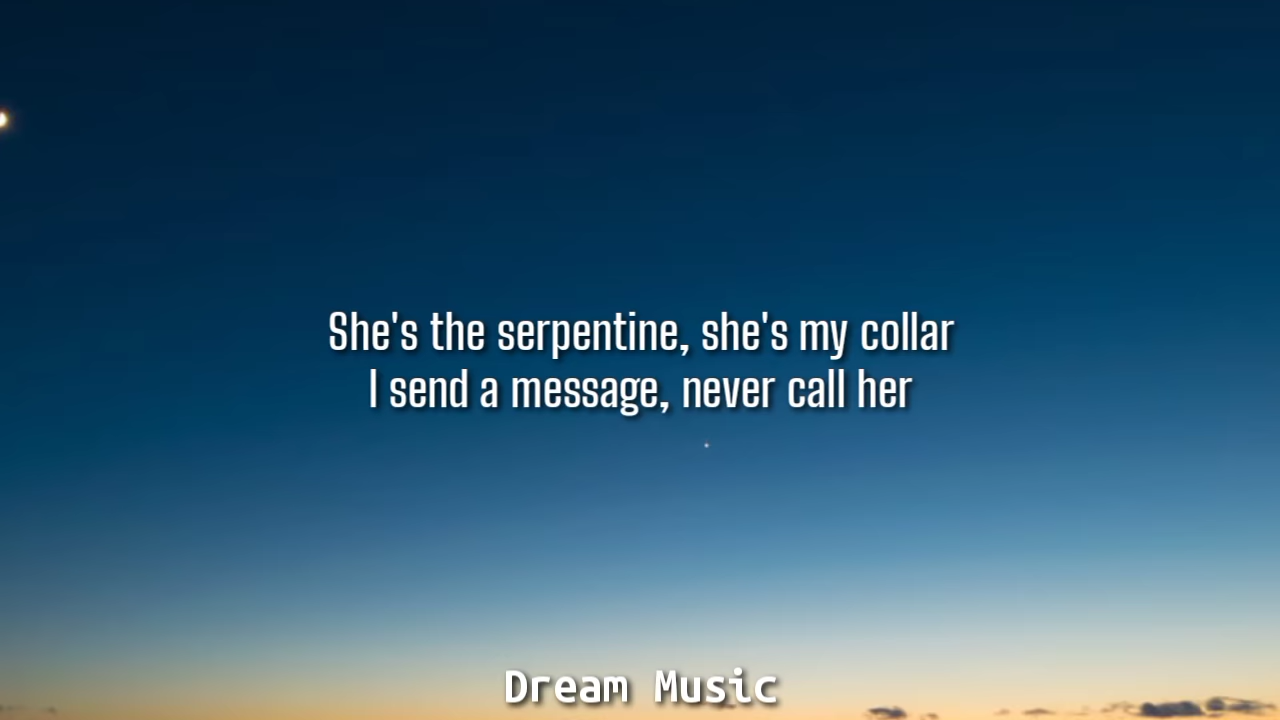 She's the serpentine, she's my collar
I send a message, never call her
Dream Music